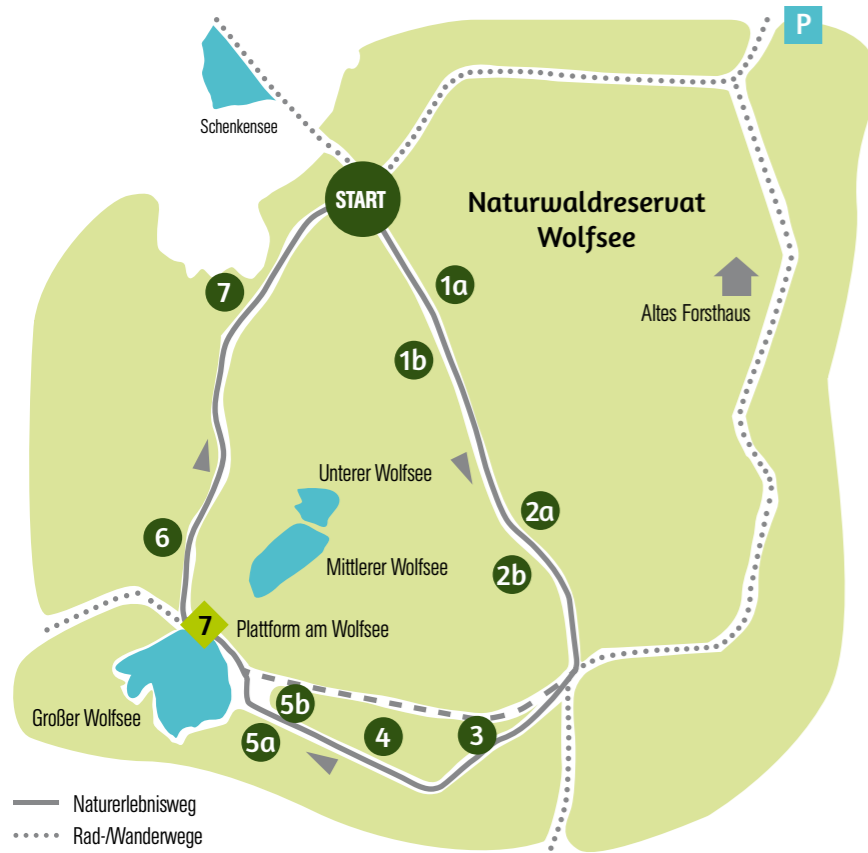 P
Schenkensee
START
Naturwaldreservat
Wolfsee
7
1a
Altes Forsthaus
1b
Unterer Wolfsee
2a
6
Mittlerer Wolfsee
2b
7
Plattform am Wolfsee
Großer Wolfsee
5b
5a
4
3
Naturerlebnisweg
Rad-/Wanderwege